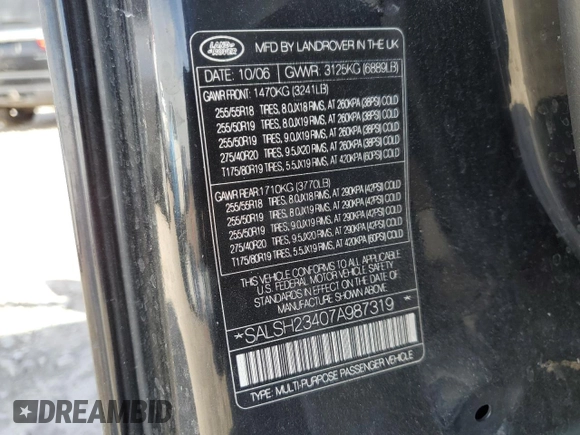 LAND
ROVER
MFD BY LANDROVER IN THE UK
DATE: 10/06 GVWR: 3125KG (6889LB)
GAWR FRONT: 1470KG (3241LB)
255/55R18 TIRES, 8.0JX18 RIMS, AT 260KPA (38PSI) COLD
255/50R19 TIRES, 8.0JX19 RIMS, AT 260KPA (38PSI) COLD
255/50R19 TIRES, 9.0JX19 RIMS, AT 260KPA (38PSI) COLD
275/40R20 TIRES, 9.5JX20 RIMS, AT 260KPA (38PSI) COLD
T175/80R19 TIRES, 5.5JX19 RIMS, AT 420KPA (60PSI) COLD
GAWR REAR: 1710KG (3770LB)
255/55R18 TIRES, 8.0JX18 RIMS, AT 290KPA (42PSI) COLD
255/50R19 TIRES, 8.0JX19 RIMS, AT 290KPA (42PSI) COLD
255/50R19 TIRES, 9.0JX19 RIMS, AT 290KPA (42PSI) COLD
275/40R20 TIRES, 9.5JX20 RIMS, AT 290KPA (42PSI) COLD
T175/80R19 TIRES, 5.5JX19 RIMS, AT 420KPA (60PSI) COLD
THIS VEHICLE CONFORMS TO ALL APPLICABLE
U.S. FEDERAL MOTOR VEHICLE SAFETY
STANDARDS IN EFFECT ON THE DATE OF
MANUFACTURE SHOWN ABOVE
*SALSH23407A987319*
TYPE: MULTI-PURPOSE PASSENGER VEHICLE
DREAMBID